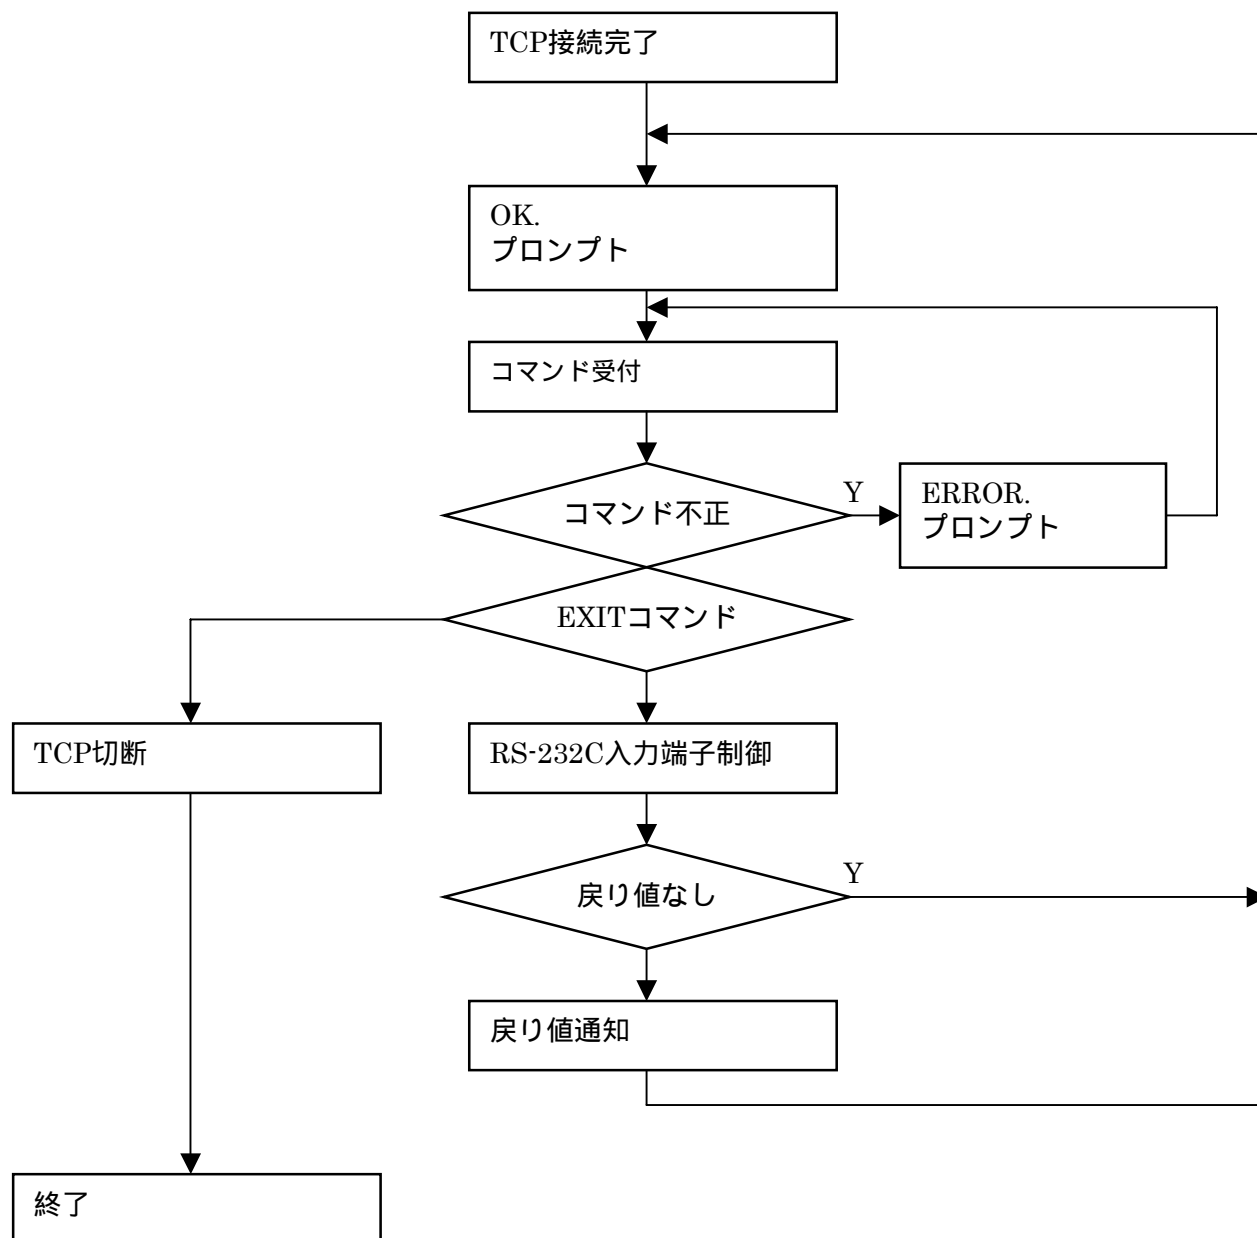 TCP接続完了
OK.
プロンプト
コマンド受付
コマンド不正
Y
ERROR.
プロンプト
EXITコマンド
TCP切断
RS-232C入力端子制御
戻り値なし
Y
戻り値通知
終了